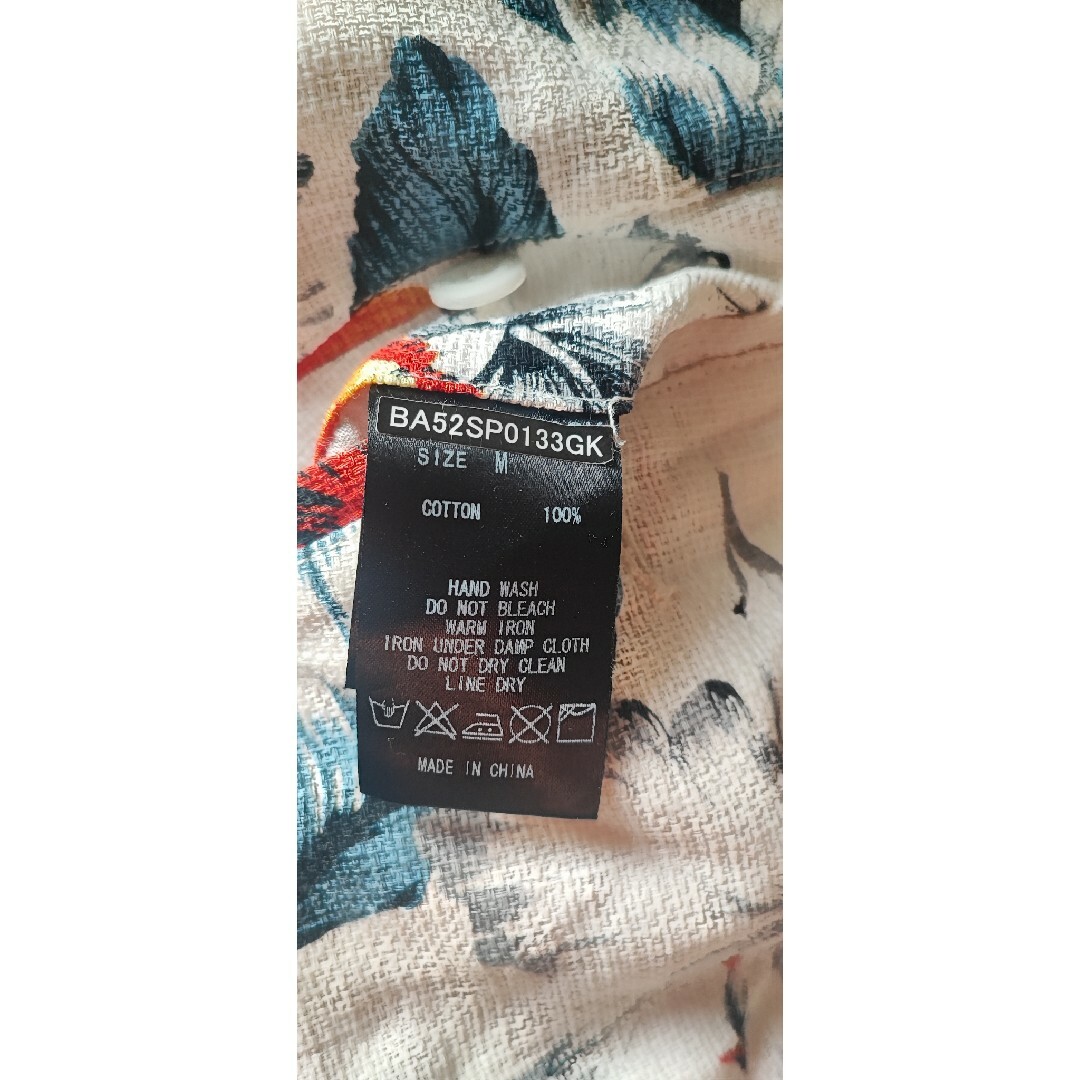 BA52SP0133GK
SIZE M
COTTON 100%
HAND WASH
DO NOT BLEACH
WARM IRON
IRON UNDER DAMP CLOTH
DO NOT DRY CLEAN
LINE DRY
MADE IN CHINA